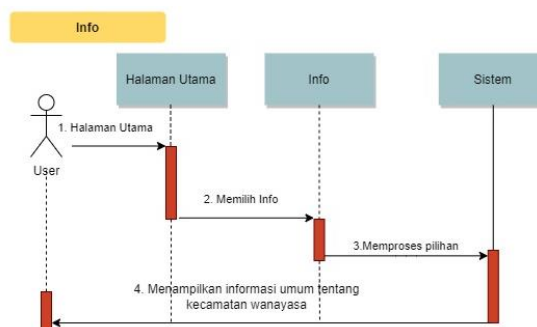 Info
Halaman Utama
Info
Sistem
1. Halaman Utama
User
2. Memilih Info
3.Memproses pilihan
4. Menampilkan informasi umum tentang
kecamatan wanayasa